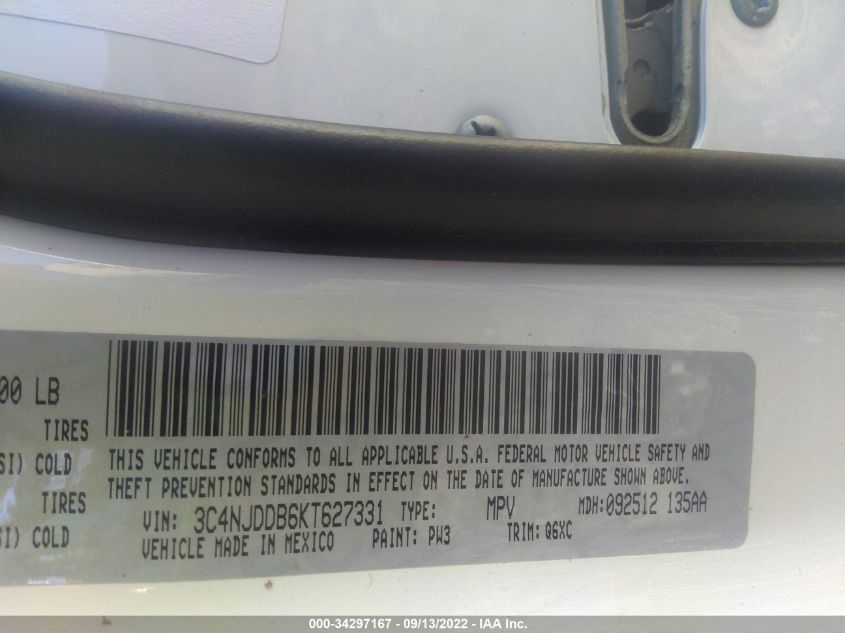 00 LB
TIRES
SI) COLD
TIRES
SI) COLD
THIS VEHICLE CONFORMS TO ALL APPLICABLE U.S.A. FEDERAL MOTOR VEHICLE SAFETY AND
THEFT PREVENTION STANDARDS IN EFFECT ON THE DATE OF MANUFACTURE SHOWN ABOVE.
VIN: 3C4NJDDB6KT627331 TYPE: MPV MDH:092512 135AA
VEHICLE MADE IN MEXICO PAINT: PW3 TRIM: Q6XC
000-34297167 - 09/13/2022 - IAA Inc.